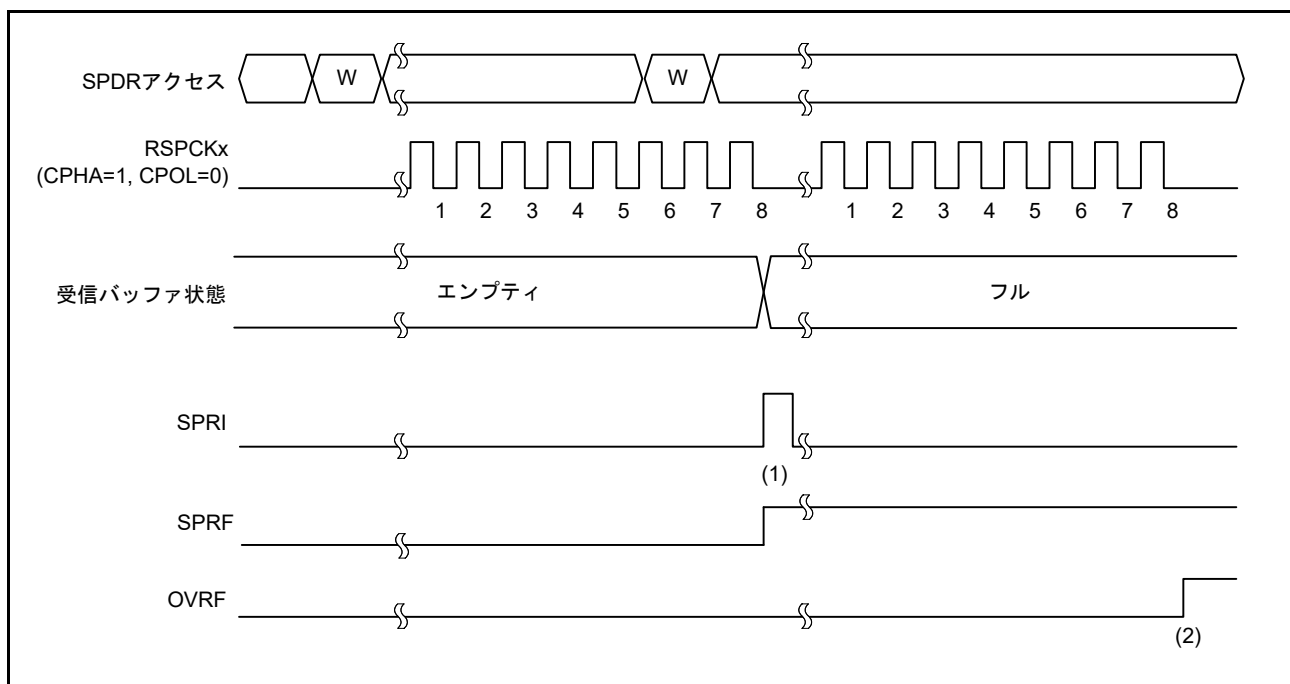 SPDRアクセス
W
W
RSPCKx
(CPHA=1, CPOL=0)
1 2 3 4 5 6 7 8 1 2 3 4 5 6 7 8
受信バッファ状態
エンプティ
フル
SPRI
(1)
SPRF
OVRF
(2)